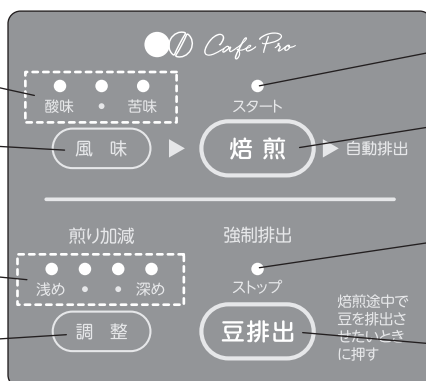 Cafe Pro
酸味 • 苦味
スタート
風味
焙煎
自動排出
煎り加減
強制排出
浅め • • 深め
ストップ
調整
豆排出
焙煎途中で
豆を排出さ
せたいとき
に押す